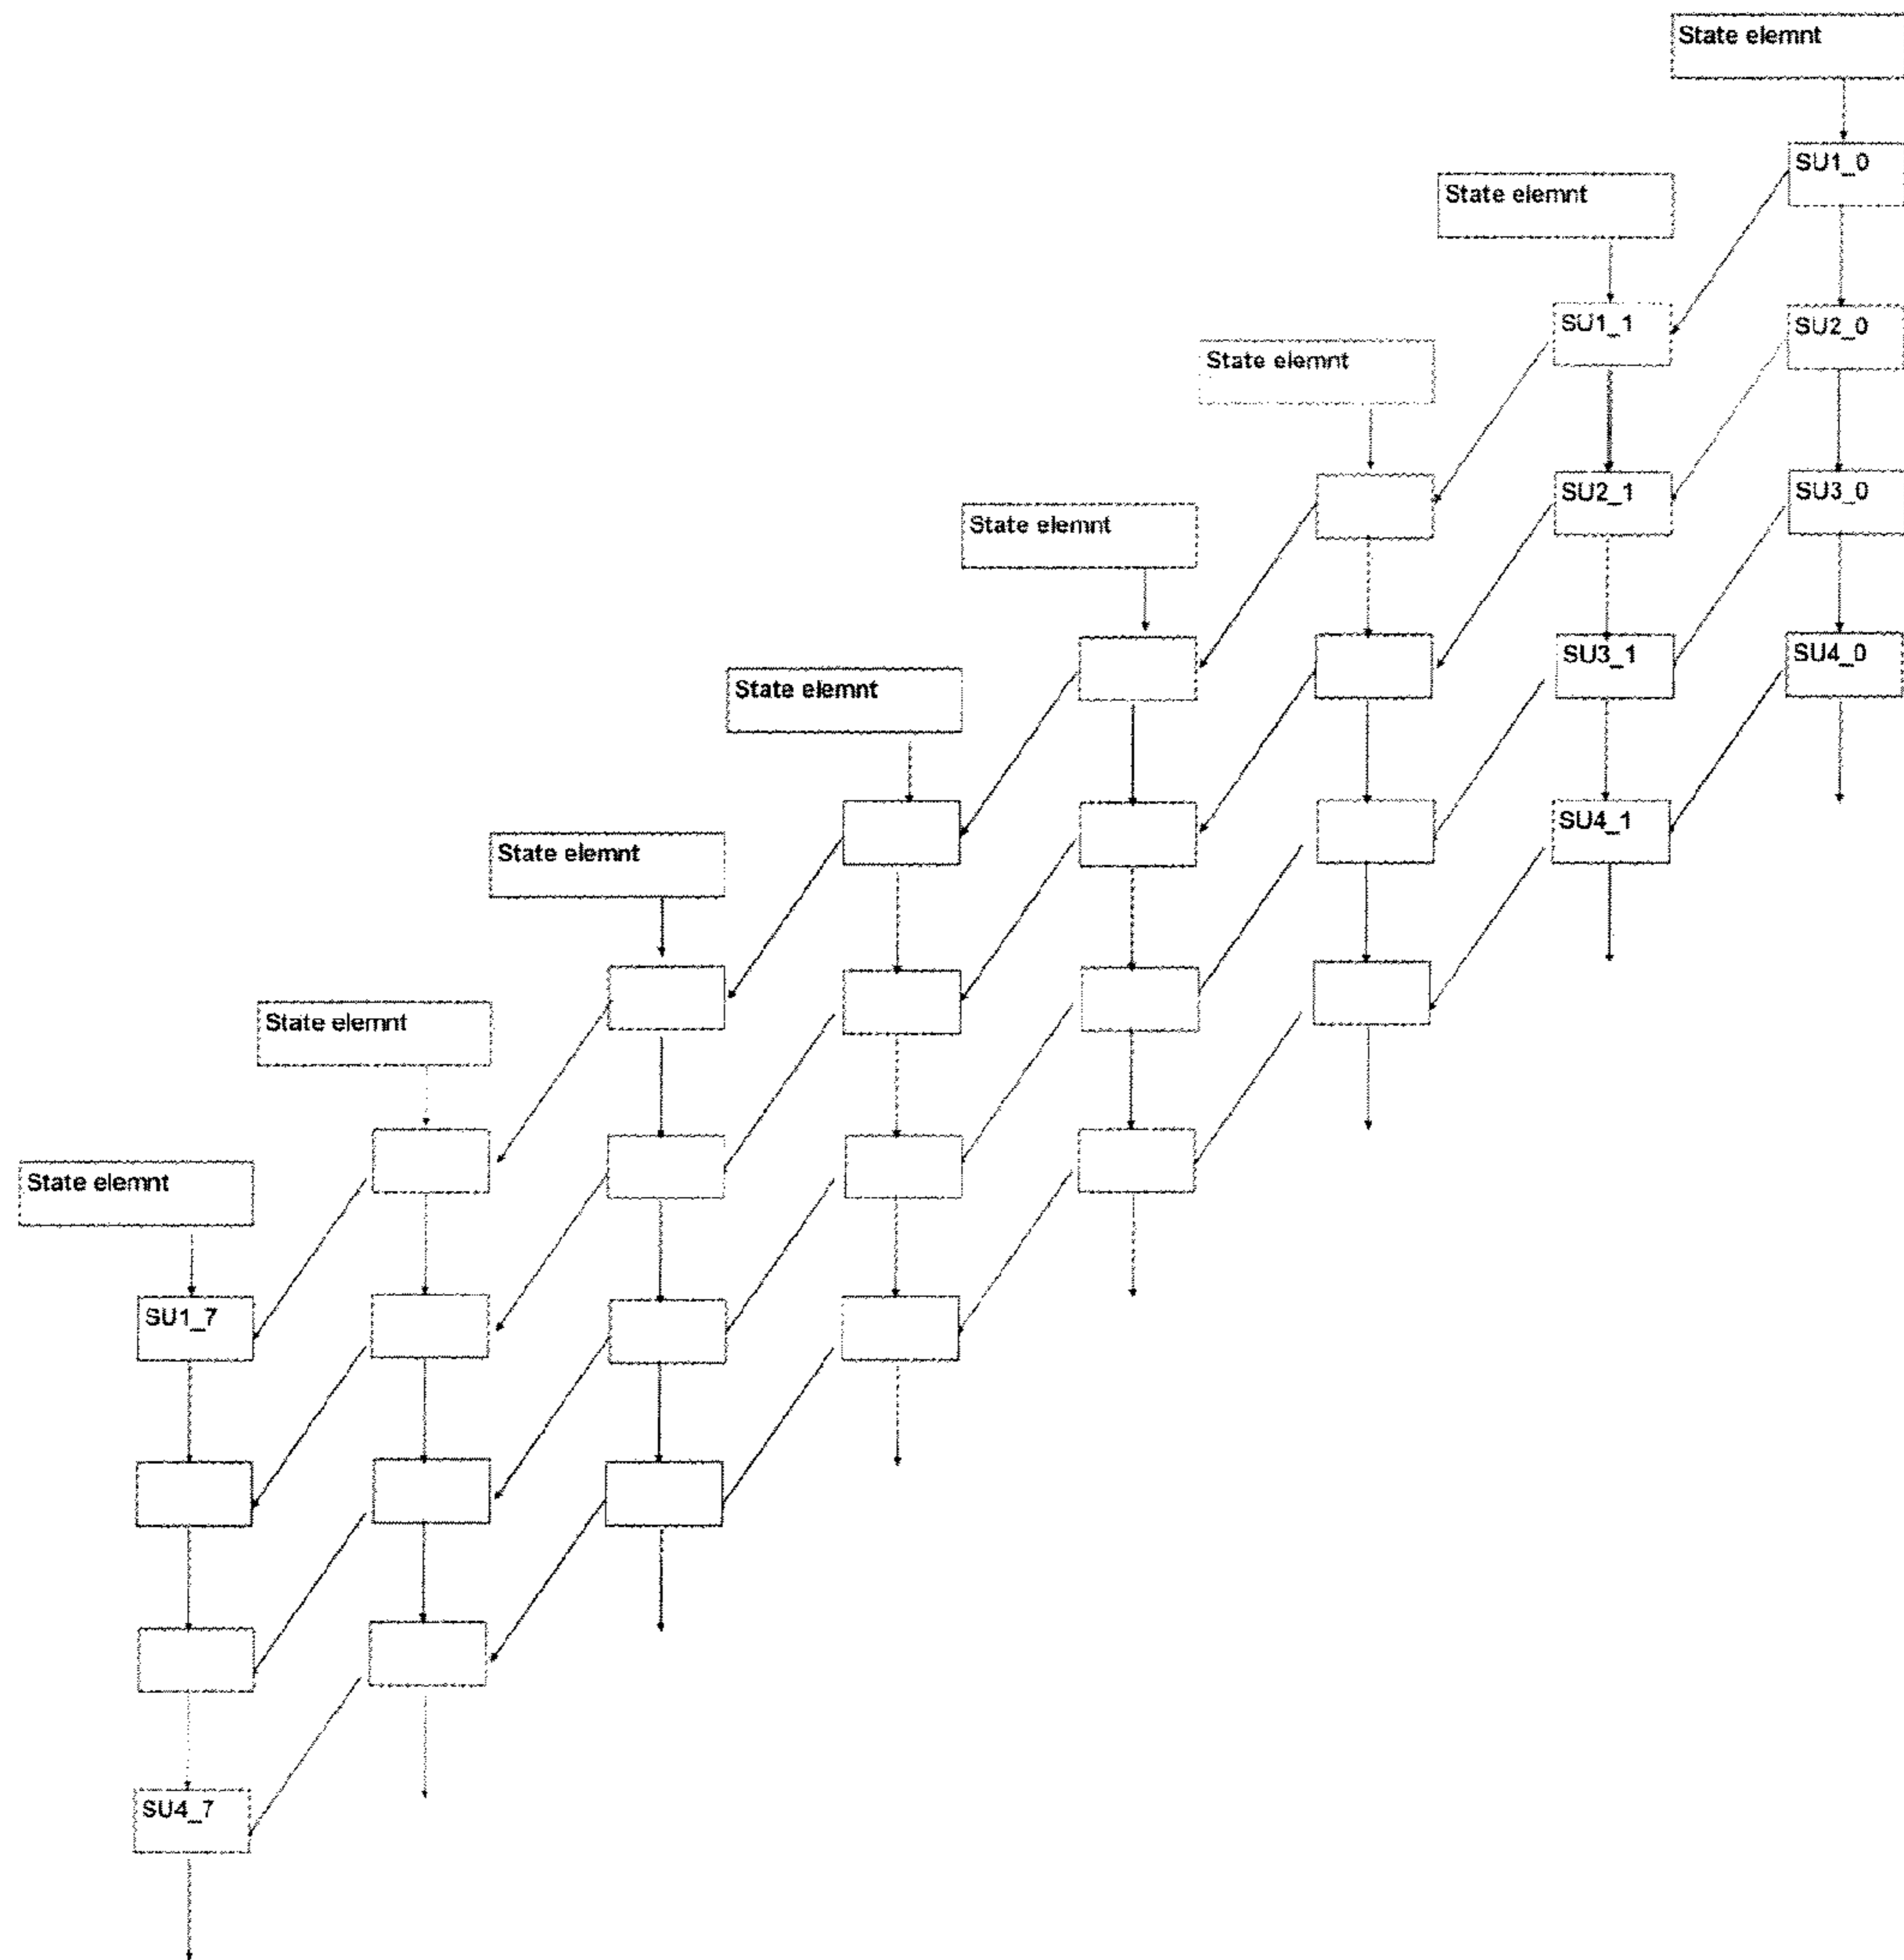 State elemnt
SU1_0
State elemnt
SU1_1
SU2_0
State elemnt
SU2_1
SU3_0
State elemnt
SU3_1
SU4_0
State elemnt
SU4_1
State elemnt
State elemnt
State elemnt
SU1_7
SU4_7